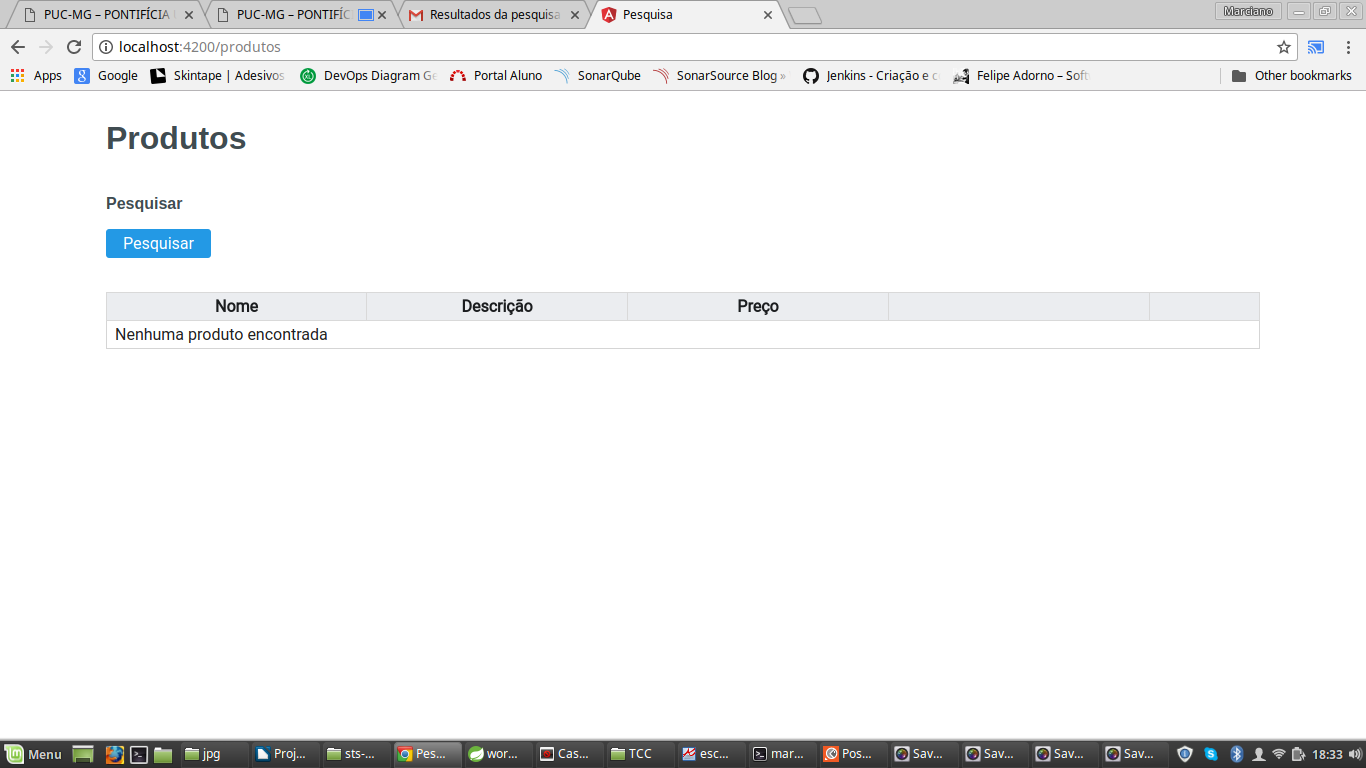 PUC-MG – PONTIFÍCIA
PUC-MG – PONTIFÍC
Resultados da pesquisa
Pesquisa
Marciano
localhost:4200/produtos
Apps
Google
Skintape | Adesivos
DevOps Diagram Ge
Portal Aluno
SonarQube
SonarSource Blog »
Jenkins - Criação e c
Felipe Adorno – Soft
Other bookmarks
Produtos
Pesquisar
Pesquisar
Nome Descrição Preço
Nenhuma produto encontrada
Menu
jpg
Proj...
sts-...
Pes...
wor...
Cas...
TCC
esc...
mar...
Pos...
Sav...
Sav...
Sav...
Sav...
18:33